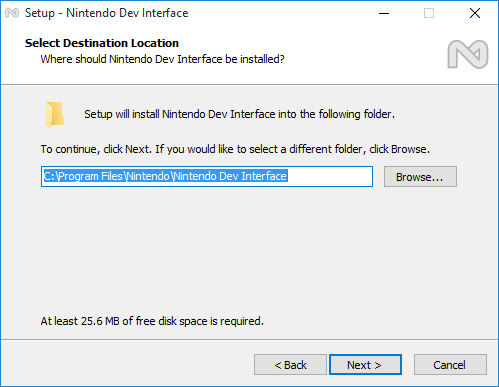 Setup - Nintendo Dev Interface
Select Destination Location
Where should Nintendo Dev Interface be installed?
Setup will install Nintendo Dev Interface into the following folder.
To continue, click Next. If you would like to select a different folder, click Browse.
C:\Program Files\Nintendo\Nintendo Dev Interface
Browse...
At least 25.6 MB of free disk space is required.
< Back
Next >
Cancel